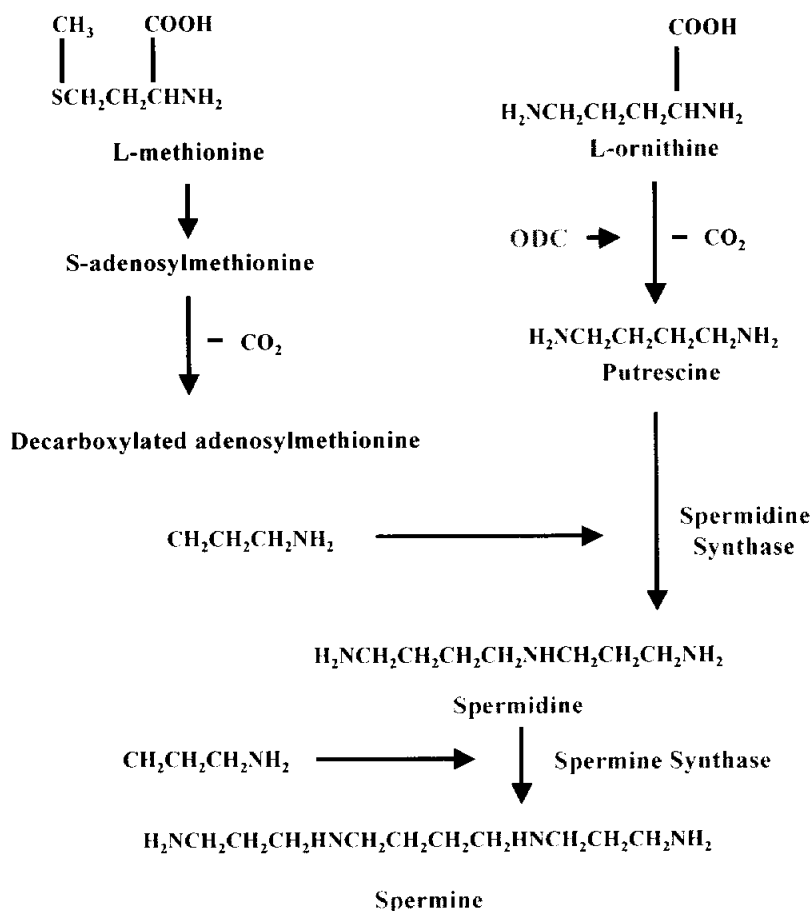 CH₃ COOH
SCH₂CH₂CHNH₂
L-methionine
S-adenosylmethionine
– CO₂
Decarboxylated adenosylmethionine
COOH
H₂NCH₂CH₂CH₂CHNH₂
L-ornithine
ODC – CO₂
H₂NCH₂CH₂CH₂CH₂NH₂
Putrescine
CH₂CH₂CH₂NH₂
Spermidine
Synthase
H₂NCH₂CH₂CH₂CH₂NHCH₂CH₂CH₂NH₂
Spermidine
CH₂CH₂CH₂NH₂
Spermine Synthase
H₂NCH₂CH₂CH₂HNCH₂CH₂CH₂CH₂HNCH₂CH₂CH₂NH₂
Spermine